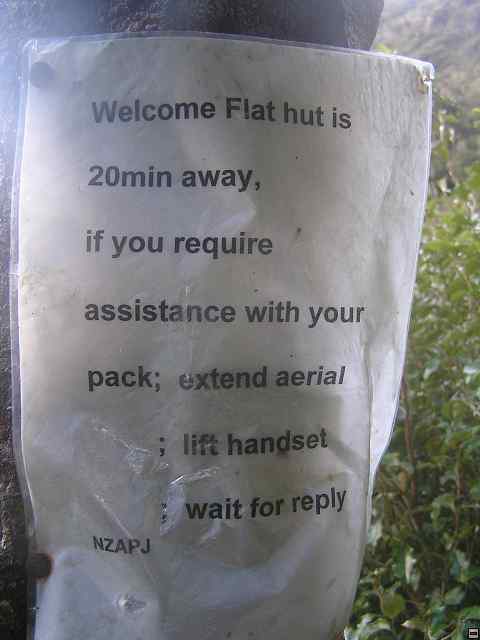 Welcome Flat hut is
20min away,
if you require
assistance with your
pack; extend aerial
; lift handset
; wait for reply
NZAPJ